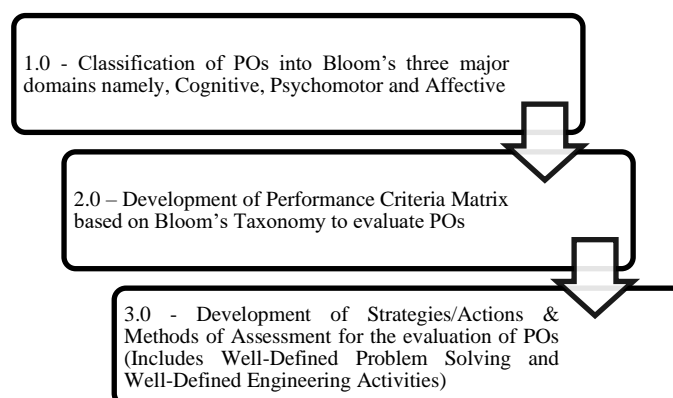 1.0 - Classification of POs into Bloom's three major
domains namely, Cognitive, Psychomotor and Affective
2.0 – Development of Performance Criteria Matrix
based on Bloom's Taxonomy to evaluate POs
3.0 - Development of Strategies/Actions &
Methods of Assessment for the evaluation of POs
(Includes Well-Defined Problem Solving and
Well-Defined Engineering Activities)